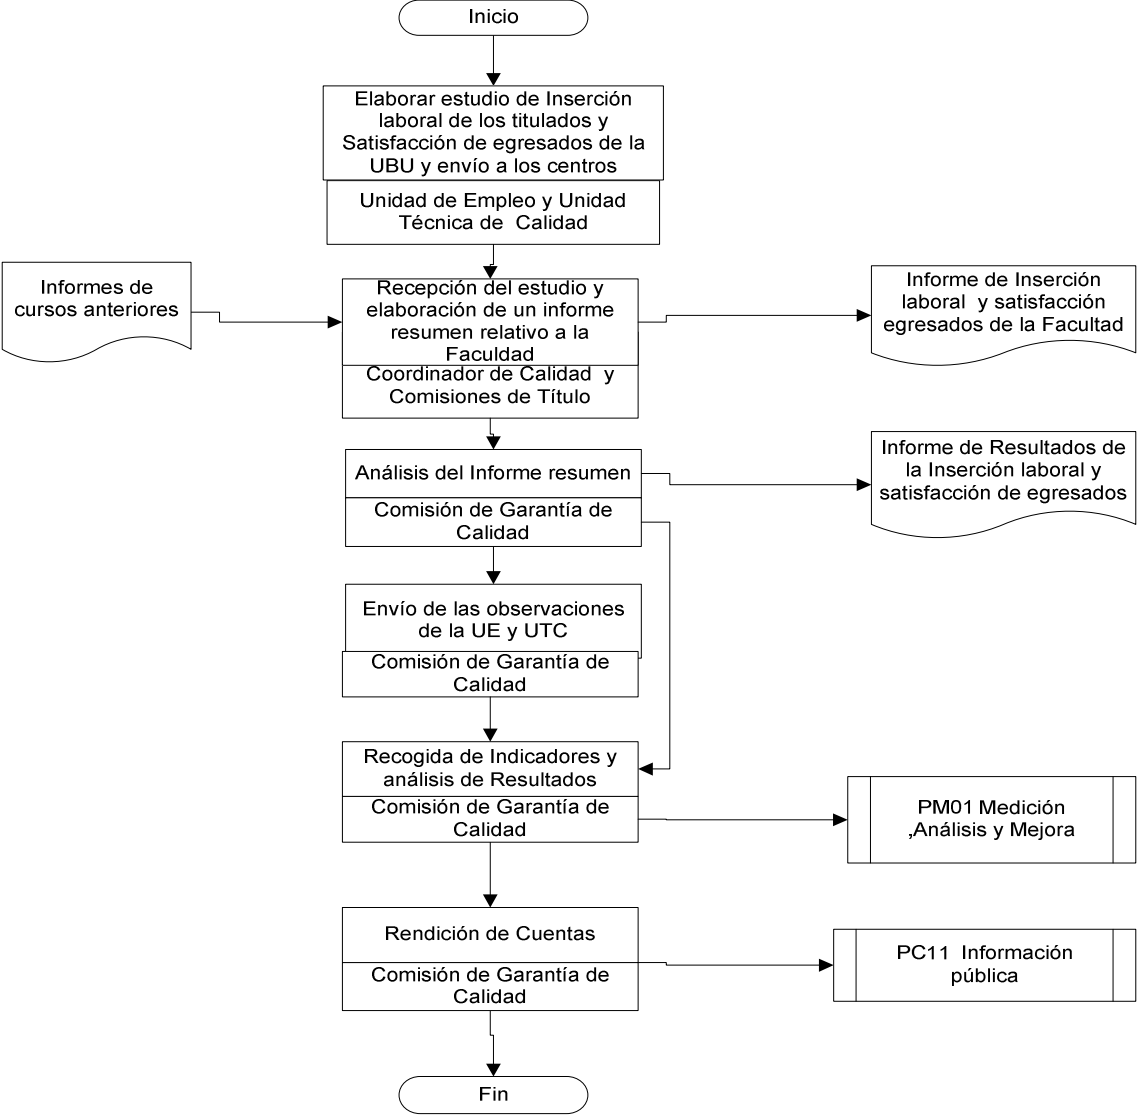 Inicio
Elaborar estudio de Inserción
laboral de los titulados y
Satisfacción de egresados de la
UBU y envío a los centros
Unidad de Empleo y Unidad
Técnica de Calidad
Informes de
cursos anteriores
Recepción del estudio y
elaboración de un informe
resumen relativo a la
Faculdad
Coordinador de Calidad y
Comisiones de Título
Informe de Inserción
laboral y satisfacción
egresados de la Facultad
Análisis del Informe resumen
Comisión de Garantía de
Calidad
Informe de Resultados de
la Inserción laboral y
satisfacción de egresados
Envío de las observaciones
de la UE y UTC
Comisión de Garantía de
Calidad
Recogida de Indicadores y
análisis de Resultados
Comisión de Garantía de
Calidad
PM01 Medición
,Análisis y Mejora
Rendición de Cuentas
Comisión de Garantía de
Calidad
PC11 Información
pública
Fin